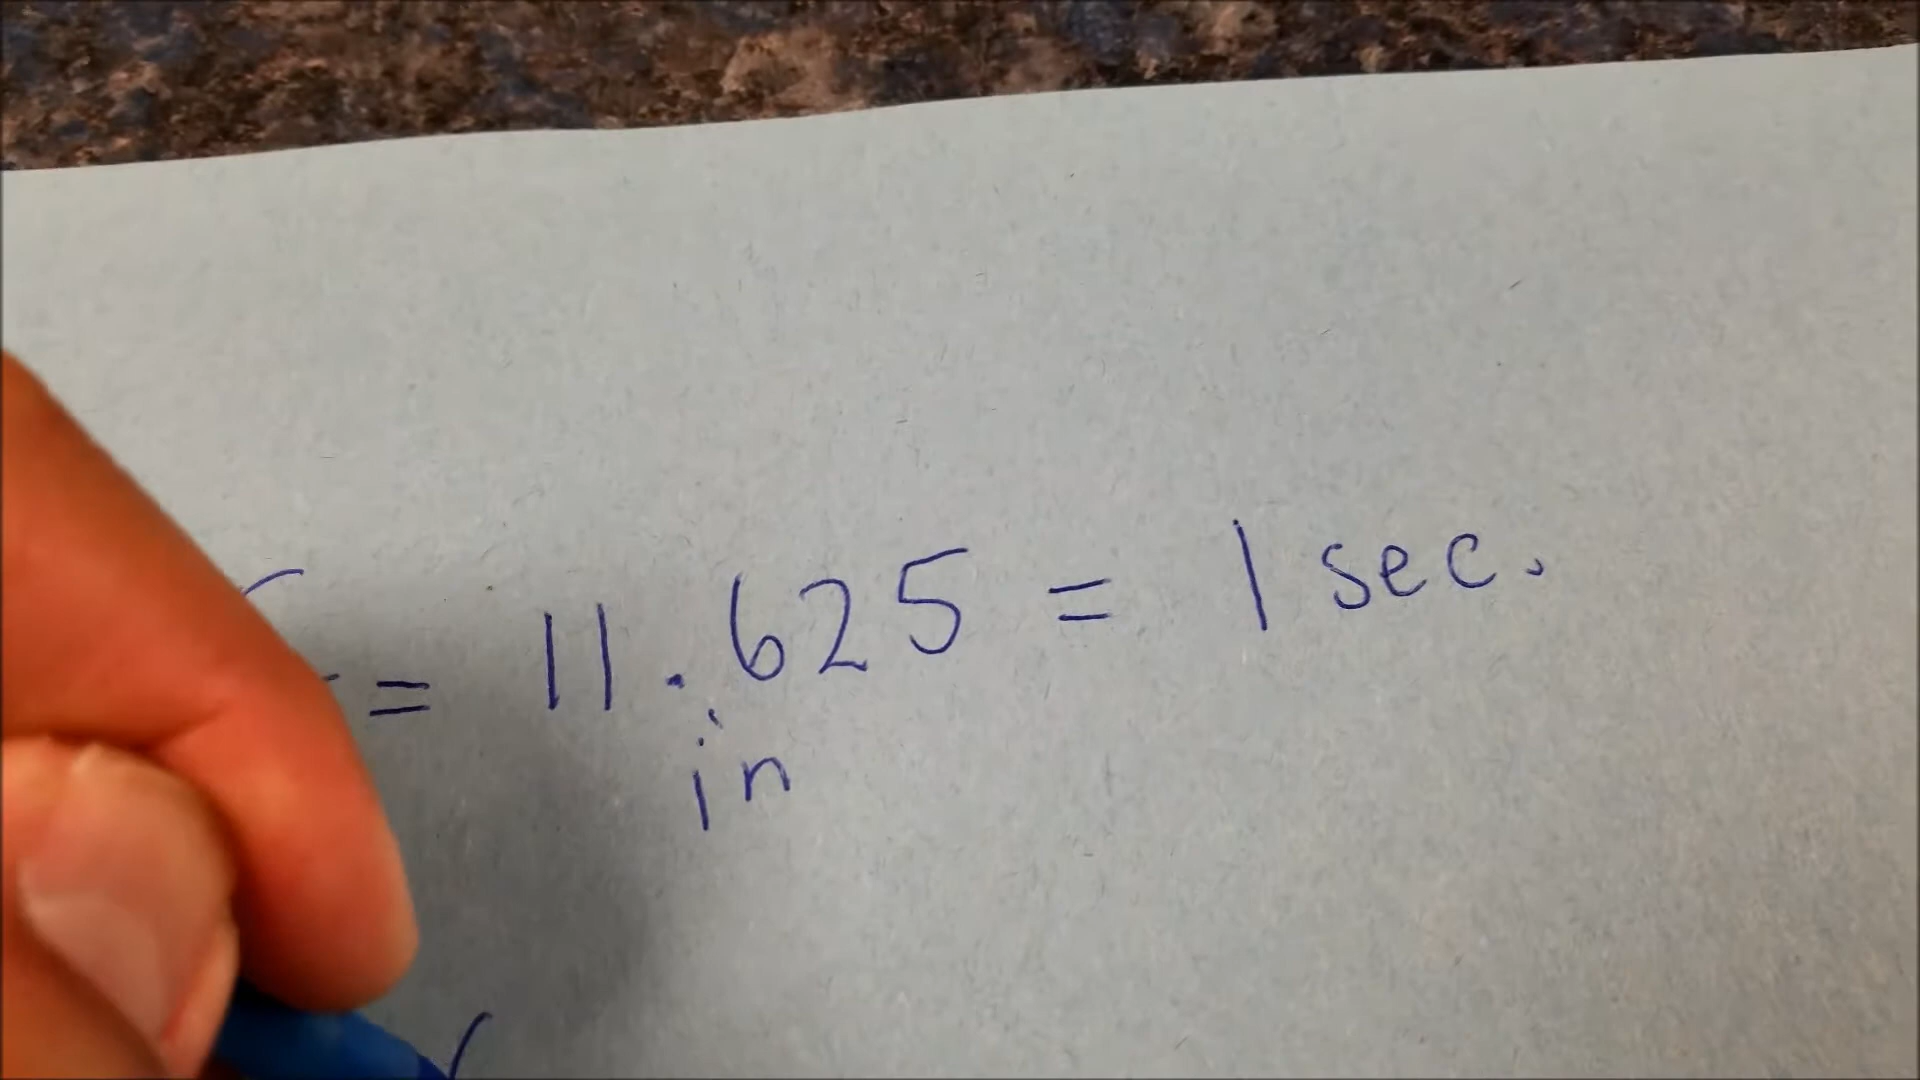 = 11.625 = 1 sec.
in